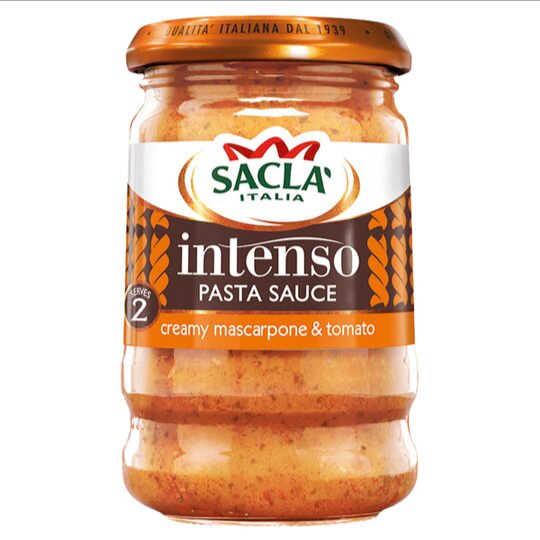 QUALITA' ITALIANA DAL 1939
SACLA'
ITALIA
intenso
PASTA SAUCE
SERVES
2
creamy mascarpone & tomato